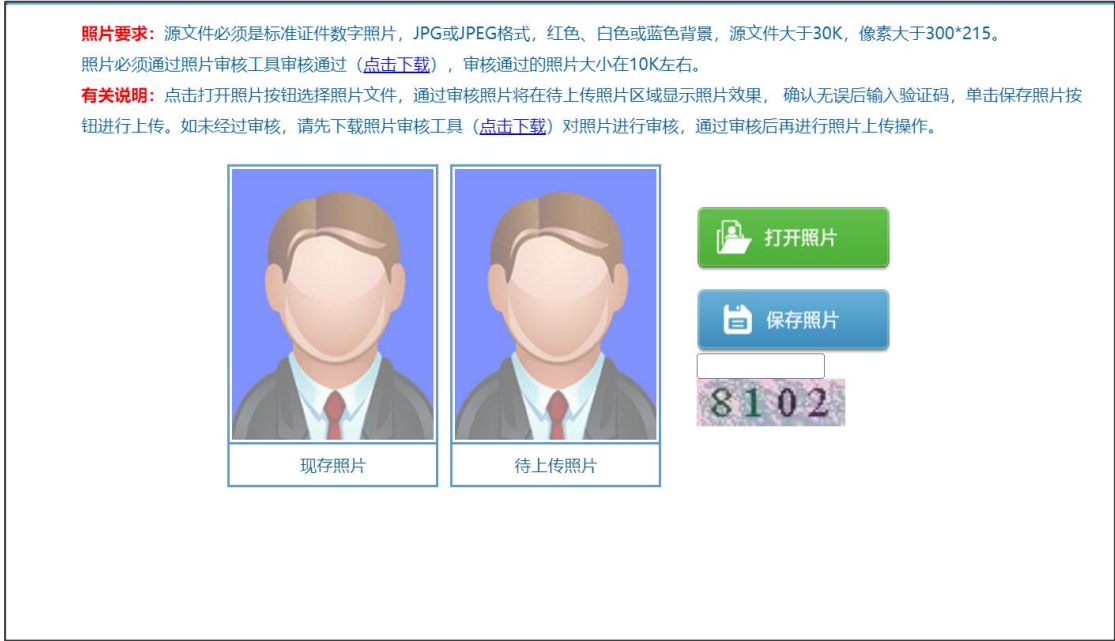 照片要求：源文件必须是标准证件数字照片，JPG或JPEG格式，红色、白色或蓝色背景，源文件大于30K，像素大于300*215。
照片必须通过照片审核工具审核通过（点击下载），审核通过的照片大小在10K左右。
有关说明：点击打开照片按钮选择照片文件，通过审核照片将在待上传照片区域显示照片效果， 确认无误后输入验证码，单击保存照片按
钮进行上传。如未经过审核，请先下载照片审核工具（点击下载）对照片进行审核，通过审核后再进行照片上传操作。
打开照片
保存照片
8102
现存照片
待上传照片